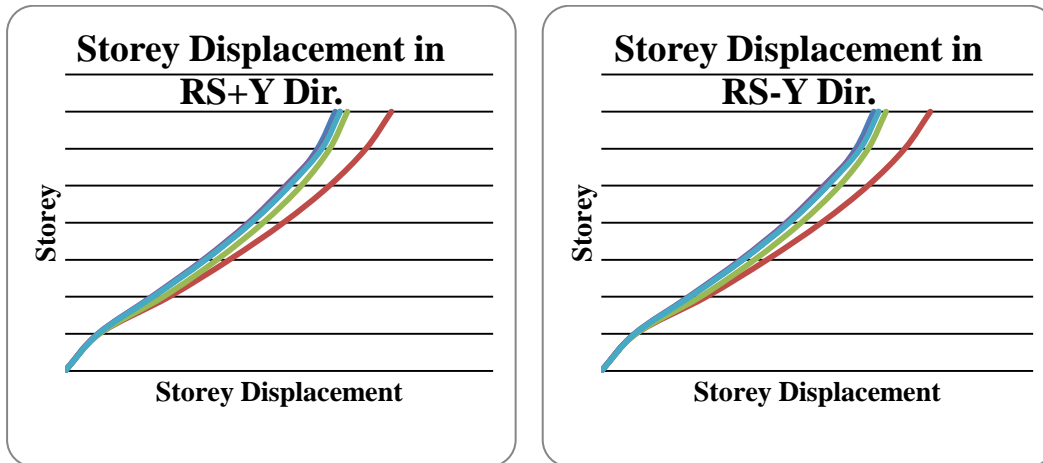 Storey Displacement in
RS+Y Dir.
Storey
Storey Displacement
Storey Displacement in
RS-Y Dir.
Storey
Storey Displacement